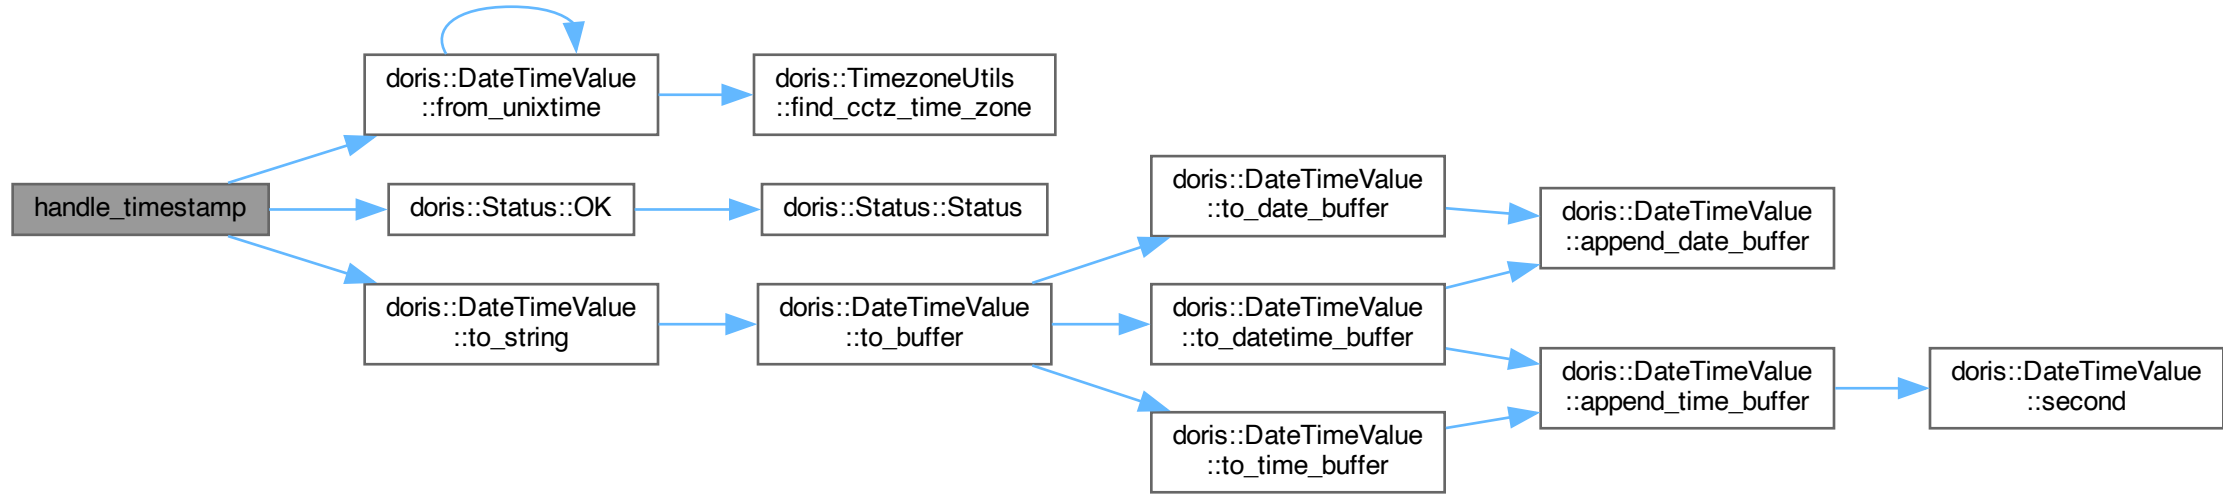 handle_timestamp
doris::DateTimeValue
::from_unixtime
doris::TimezoneUtils
::find_cctz_time_zone
doris::Status::OK
doris::Status::Status
doris::DateTimeValue
::to_string
doris::DateTimeValue
::to_buffer
doris::DateTimeValue
::to_date_buffer
doris::DateTimeValue
::to_datetime_buffer
doris::DateTimeValue
::to_time_buffer
doris::DateTimeValue
::append_date_buffer
doris::DateTimeValue
::append_time_buffer
doris::DateTimeValue
::second